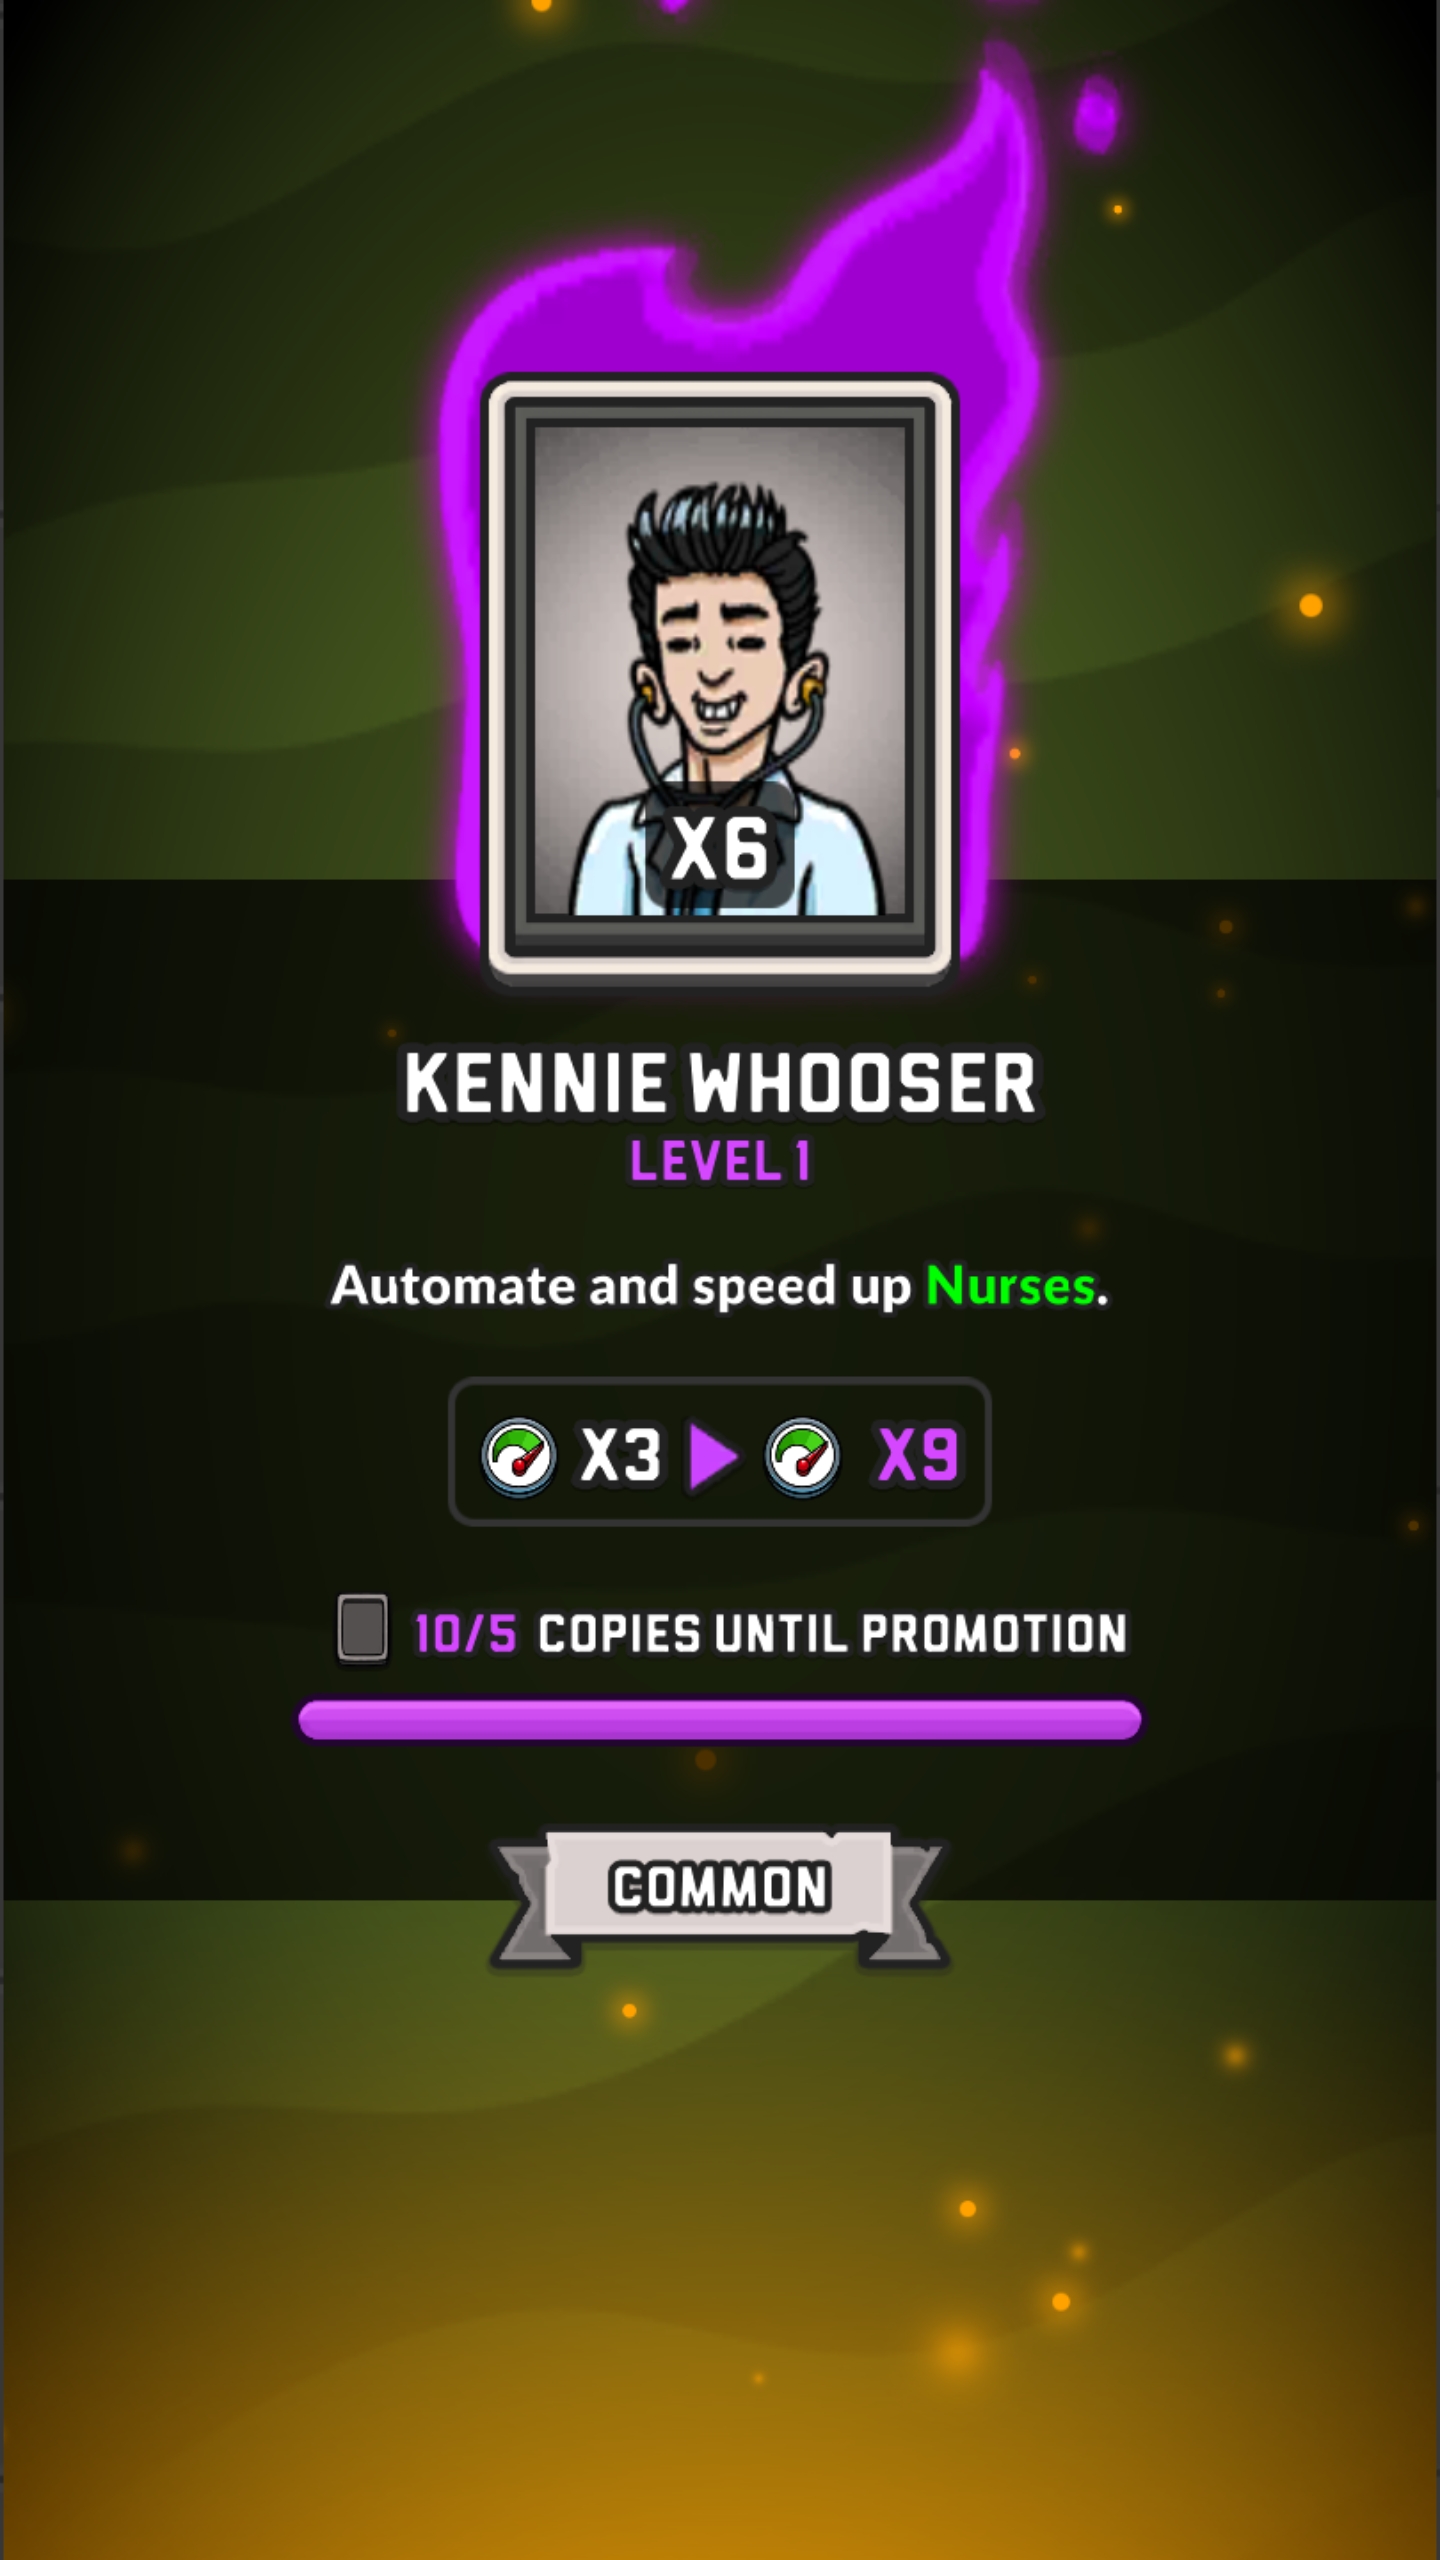 X6
KENNIE WHOOSER
LEVEL 1
Automate and speed up Nurses.
X3 X9
10/5 COPIES UNTIL PROMOTION
COMMON